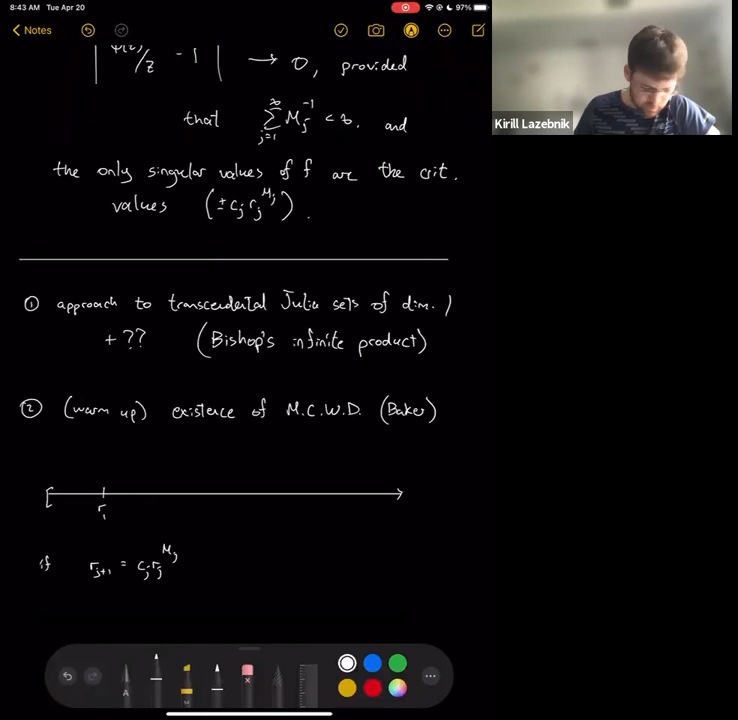 8:43 AM Tue Apr 20
97%
Notes
| φ(z)/z - 1 | → 0, provided
that ∑_{j=1}^{∞} M_j^{-1} < ∞, and
the only singular values of f are the crit.
values (± c_j r_j^{M_j}).
① approach to transcendental Julia sets of dim. 1
+ ?? (Bishop's infinite product)
② (warm up) existence of M.C.W.D. (Baker)
r_1
if r_{j+1} = c_j r_j^{M_j}
A
Kirill Lazebnik